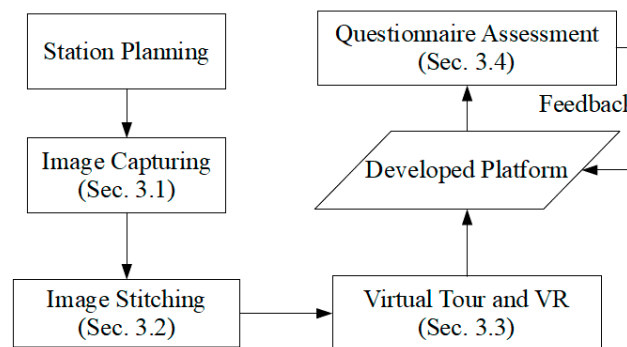 Station Planning
Image Capturing
(Sec. 3.1)
Image Stitching
(Sec. 3.2)
Virtual Tour and VR
(Sec. 3.3)
Developed Platform
Feedback
Questionnaire Assessment
(Sec. 3.4)